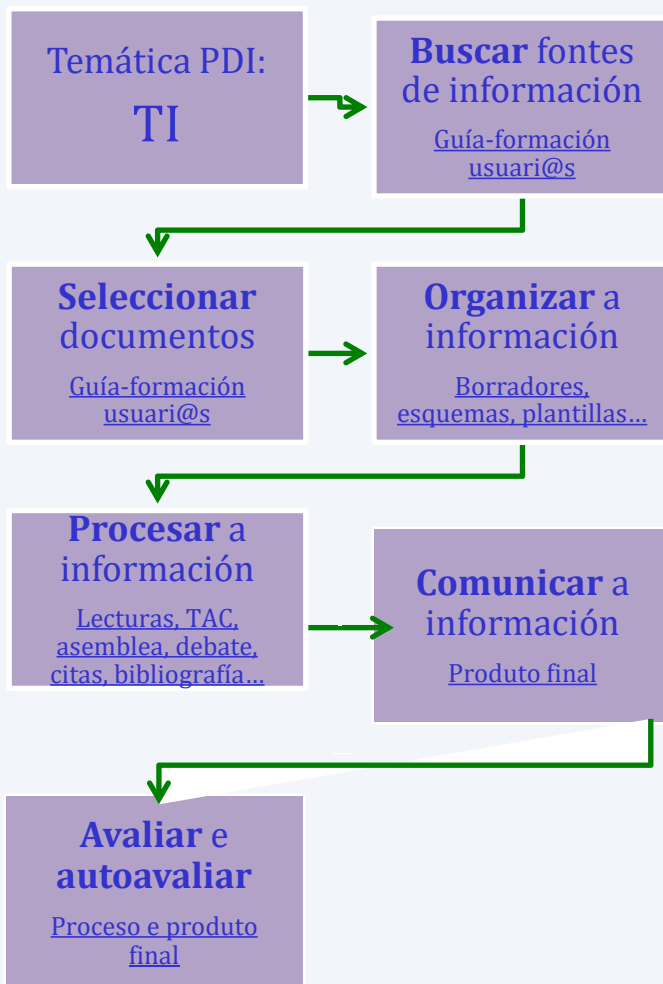 Temática PDI:
TI
Buscar fontes
de información
Guía-formación
usuari@s
Seleccionar
documentos
Guía-formación
usuari@s
Organizar a
información
Borradores,
esquemas, plantillas…
Procesar a
información
Lecturas, TAC,
asemblea, debate,
citas, bibliografía…
Comunicar a
información
Produto final
Avaliar e
autoavaliar
Proceso e produto
final